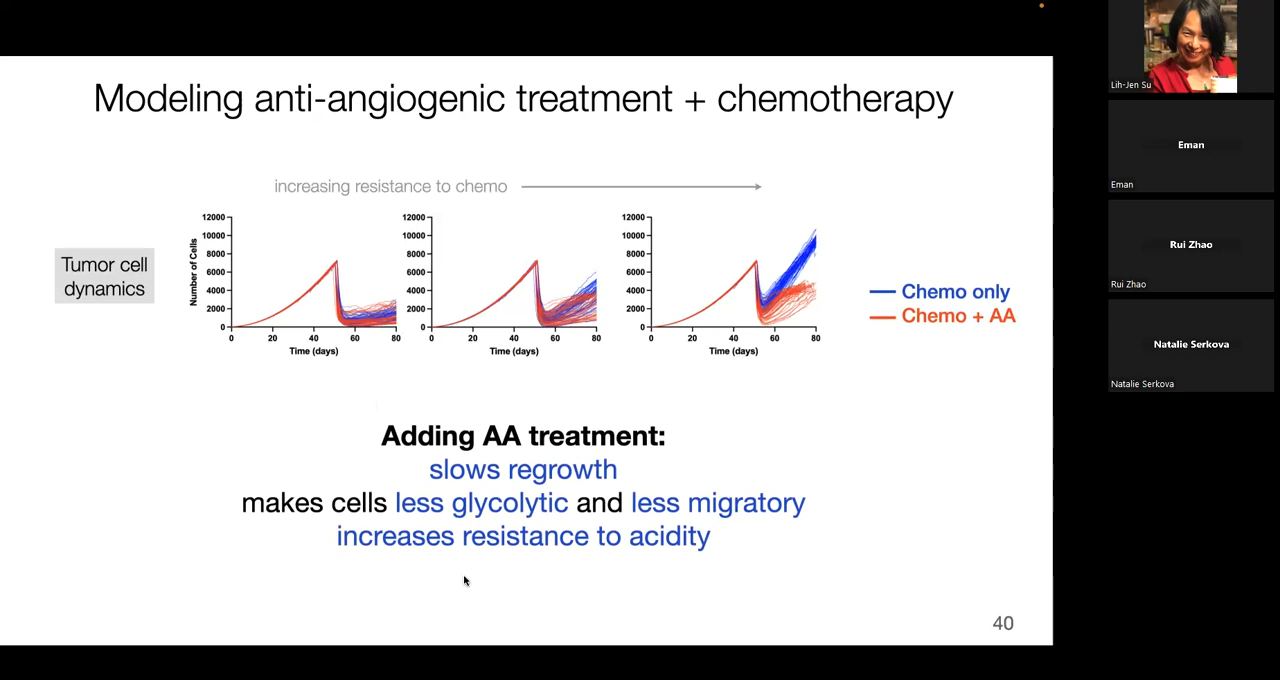 Modeling anti-angiogenic treatment + chemotherapy
increasing resistance to chemo
Tumor cell
dynamics
Number of Cells
12000
10000
8000
6000
4000
2000
0
0 20 40 60 80
Time (days)
12000
10000
8000
6000
4000
2000
0
0 20 40 60 80
Time (days)
12000
10000
8000
6000
4000
2000
0
0 20 40 60 80
Time (days)
Chemo only
Chemo + AA
Adding AA treatment:
slows regrowth
makes cells less glycolytic and less migratory
increases resistance to acidity
40
Lih-Jen Su
Eman
Eman
Rui Zhao
Rui Zhao
Natalie Serkova
Natalie Serkova